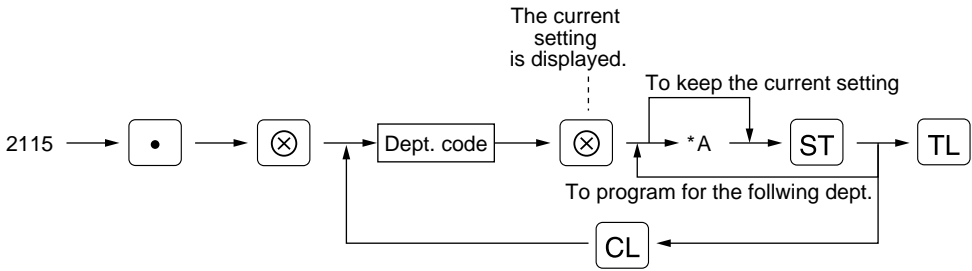 The current
setting
is displayed.
To keep the current setting
2115
•
⊗
Dept. code
⊗
*A
ST
TL
To program for the follwing dept.
CL